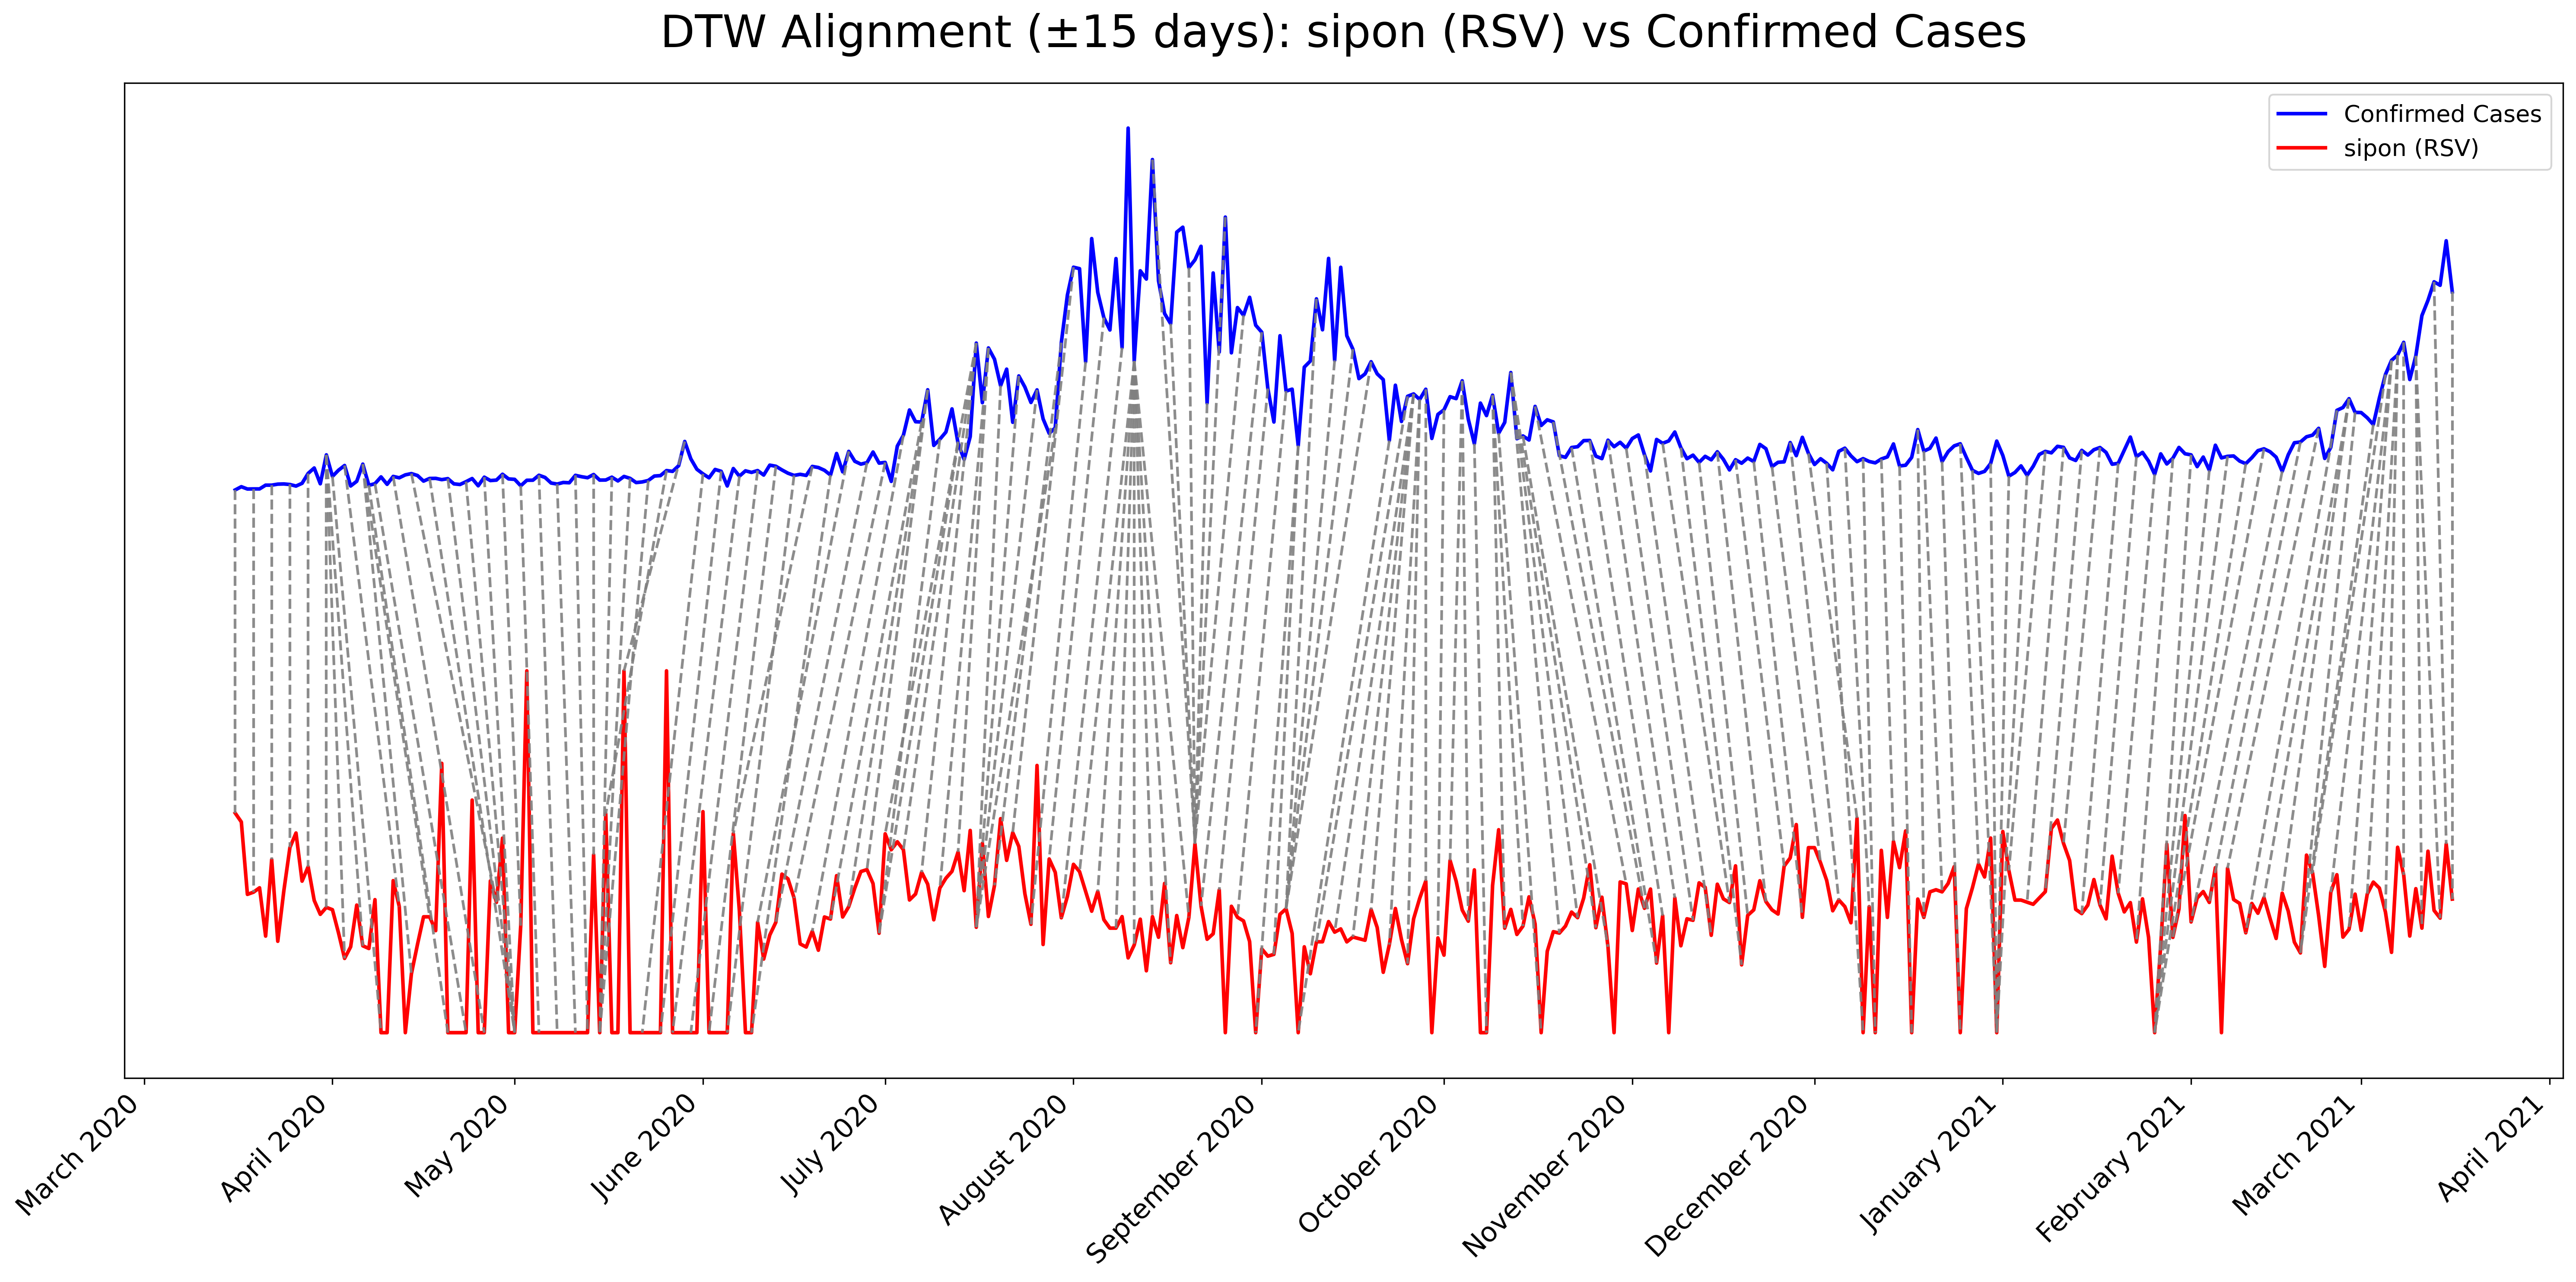 DTW Alignment (±15 days): sipon (RSV) vs Confirmed Cases
Confirmed Cases
sipon (RSV)
March 2020
April 2020
May 2020
June 2020
July 2020
August 2020
September 2020
October 2020
November 2020
December 2020
January 2021
February 2021
March 2021
April 2021